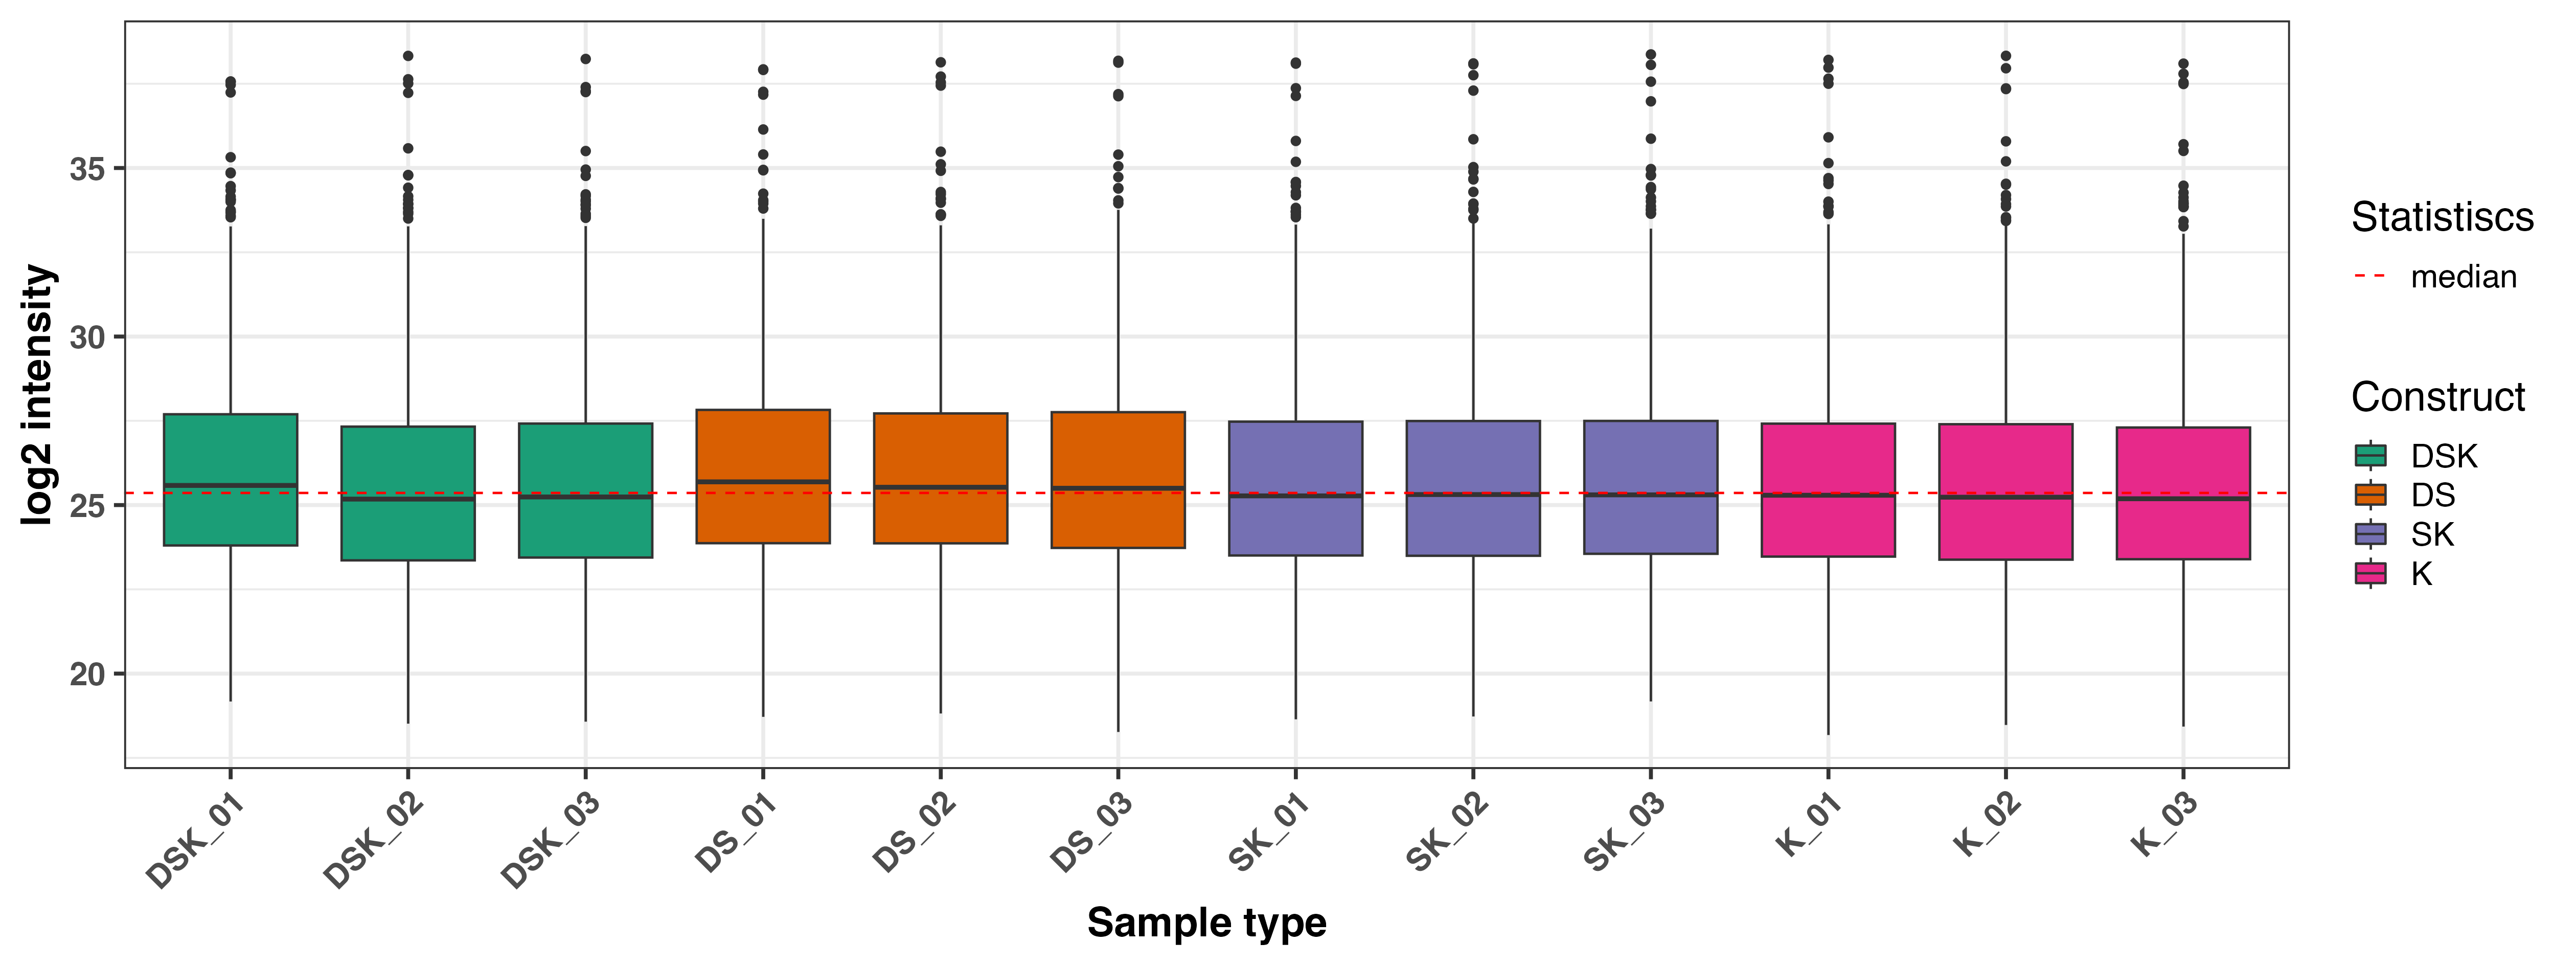 log2 intensity
35
30
25
20
DSK_01
DSK_02
DSK_03
DS_01
DS_02
DS_03
SK_01
SK_02
SK_03
K_01
K_02
K_03
Sample type
Statistiscs
median
Construct
DSK
DS
SK
K